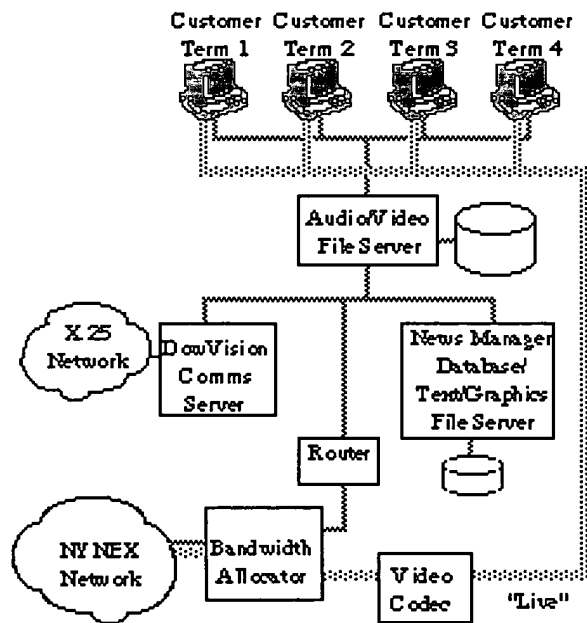 Customer Term 1
Customer Term 2
Customer Term 3
Customer Term 4
Audio/Video
File Server
X.25
Network
DowVision
Comms
Server
News Manager
Database/
Text/Graphics
File Server
Router
NYNEX
Network
Bandwidth
Allocator
Video
Codec
"Live"